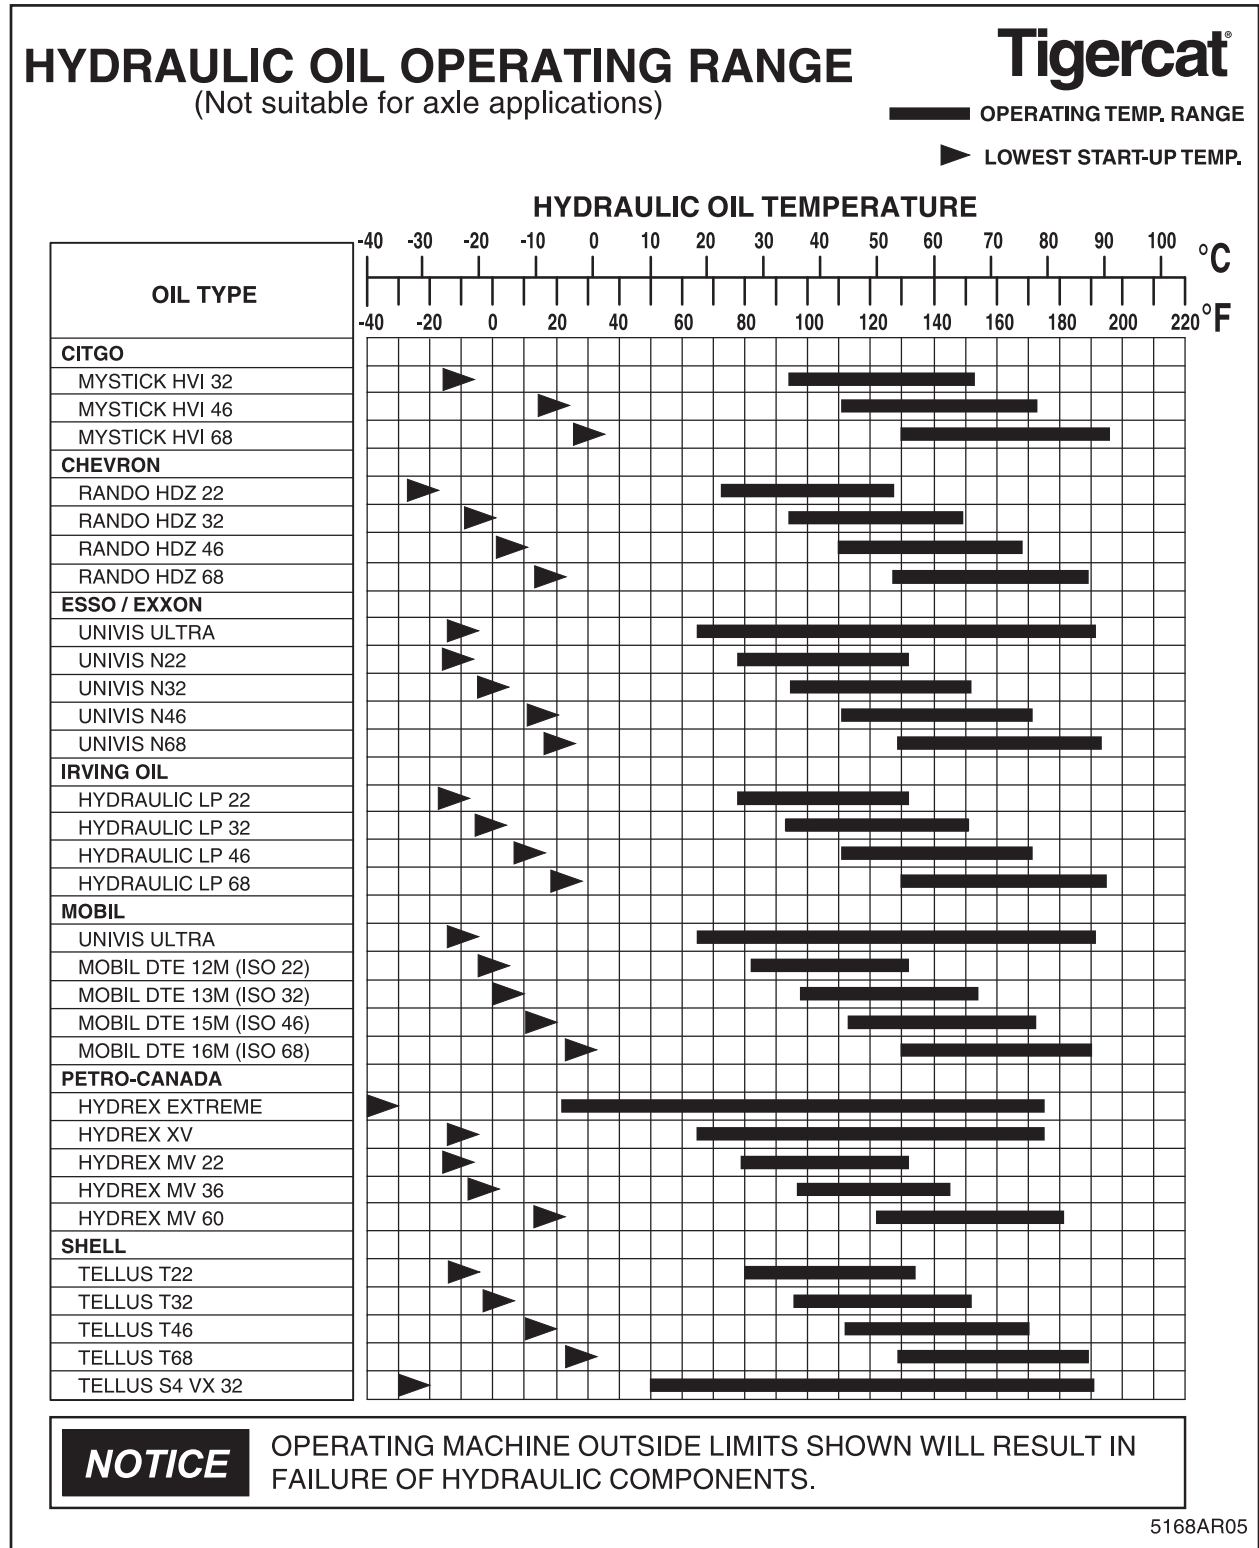 HYDRAULIC OIL OPERATING RANGE
(Not suitable for axle applications)
Tigercat®
OPERATING TEMP. RANGE
LOWEST START-UP TEMP.
HYDRAULIC OIL TEMPERATURE
-40 -30 -20 -10 0 10 20 30 40 50 60 70 80 90 100 °C
OIL TYPE
-40 -20 0 20 40 60 80 100 120 140 160 180 200 220 °F
CITGO
MYSTICK HVI 32
MYSTICK HVI 46
MYSTICK HVI 68
CHEVRON
RANDO HDZ 22
RANDO HDZ 32
RANDO HDZ 46
RANDO HDZ 68
ESSO / EXXON
UNIVIS ULTRA
UNIVIS N22
UNIVIS N32
UNIVIS N46
UNIVIS N68
IRVING OIL
HYDRAULIC LP 22
HYDRAULIC LP 32
HYDRAULIC LP 46
HYDRAULIC LP 68
MOBIL
UNIVIS ULTRA
MOBIL DTE 12M (ISO 22)
MOBIL DTE 13M (ISO 32)
MOBIL DTE 15M (ISO 46)
MOBIL DTE 16M (ISO 68)
PETRO-CANADA
HYDREX EXTREME
HYDREX XV
HYDREX MV 22
HYDREX MV 36
HYDREX MV 60
SHELL
TELLUS T22
TELLUS T32
TELLUS T46
TELLUS T68
TELLUS S4 VX 32
NOTICE
OPERATING MACHINE OUTSIDE LIMITS SHOWN WILL RESULT IN
FAILURE OF HYDRAULIC COMPONENTS.
5168AR05